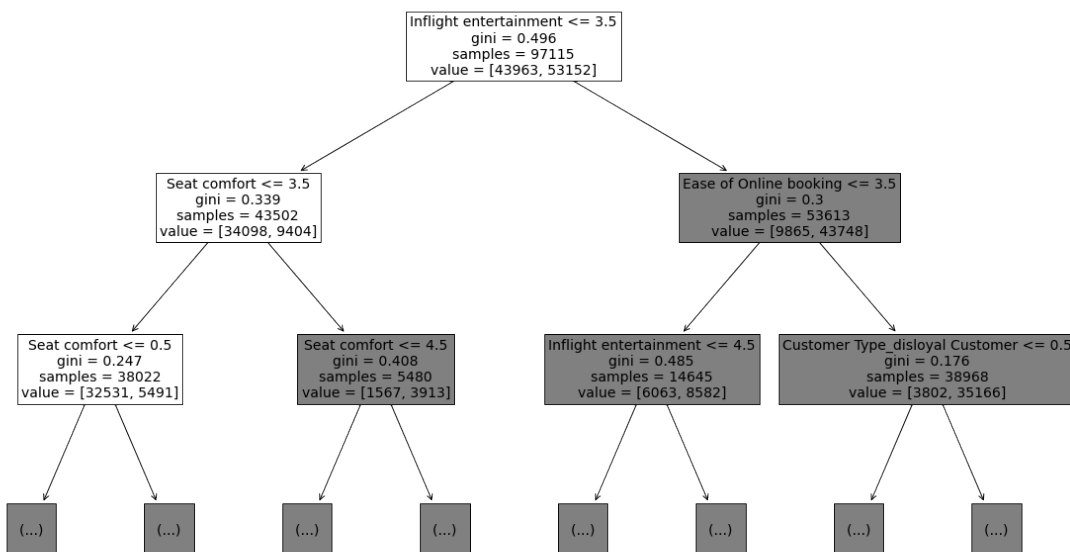 Inflight entertainment <= 3.5
gini = 0.496
samples = 97115
value = [43963, 53152]
Seat comfort <= 3.5
gini = 0.339
samples = 43502
value = [34098, 9404]
Ease of Online booking <= 3.5
gini = 0.3
samples = 53613
value = [9865, 43748]
Seat comfort <= 0.5
gini = 0.247
samples = 38022
value = [32531, 5491]
Seat comfort <= 4.5
gini = 0.408
samples = 5480
value = [1567, 3913]
Inflight entertainment <= 4.5
gini = 0.485
samples = 14645
value = [6063, 8582]
Customer Type_disloyal Customer <= 0.5
gini = 0.176
samples = 38968
value = [3802, 35166]
(...)
(...)
(...)
(...)
(...)
(...)
(...)
(...)